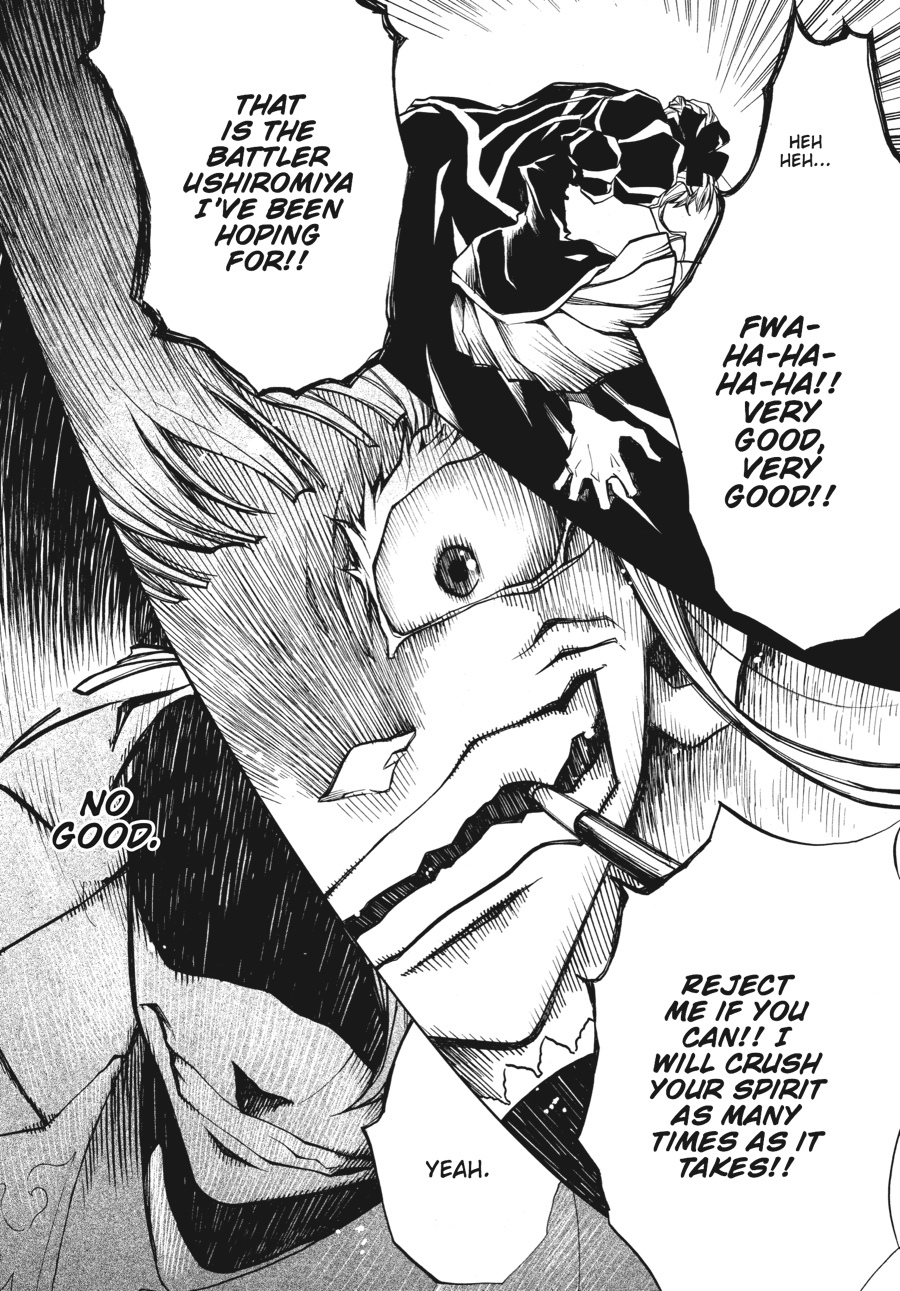 HEH
HEH...
FWA-
HA-HA-
HA-HA!!
VERY
GOOD,
VERY
GOOD!!
THAT
IS THE
BATTLER
USHIROMIYA
I'VE BEEN
HOPING
FOR!!
REJECT
ME IF YOU
CAN!! I
WILL CRUSH
YOUR SPIRIT
AS MANY
TIMES AS IT
TAKES!!
YEAH.
NO
GOOD.